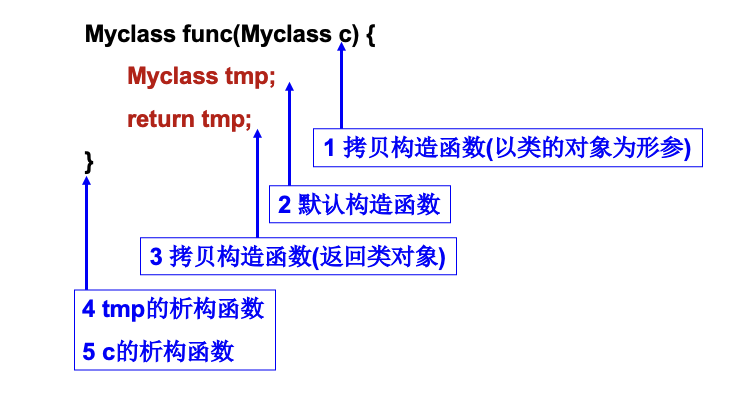 Myclass func(Myclass c) {
Myclass tmp;
return tmp;
}
1 拷贝构造函数(以类的对象为形参)
2 默认构造函数
3 拷贝构造函数(返回类对象)
4 tmp的析构函数
5 c的析构函数